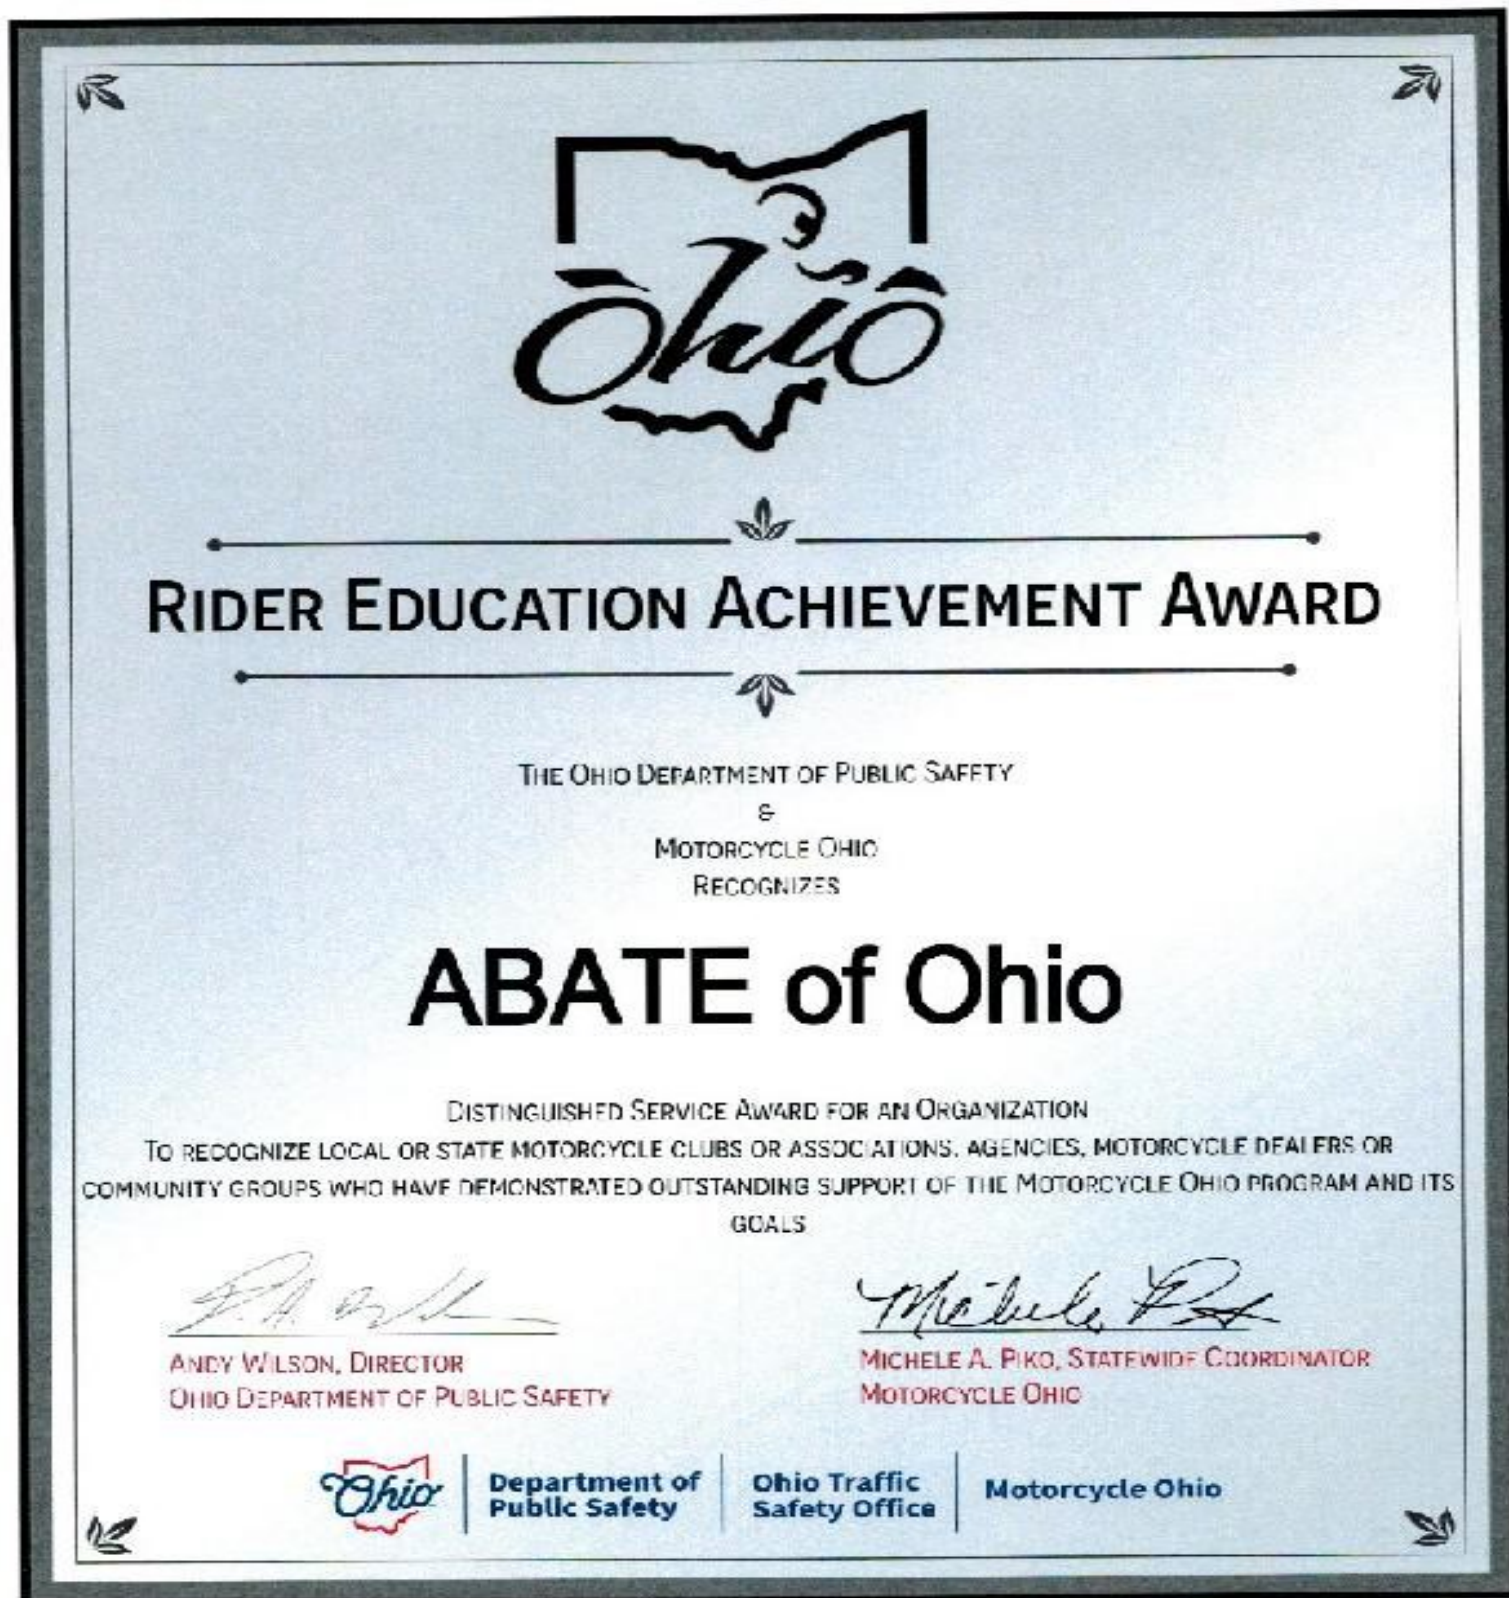 Ohio
RIDER EDUCATION ACHIEVEMENT AWARD
THE OHIO DEPARTMENT OF PUBLIC SAFETY
&
MOTORCYCLE OHIO
RECOGNIZES
ABATE of Ohio
DISTINGUISHED SERVICE AWARD FOR AN ORGANIZATION
TO RECOGNIZE LOCAL OR STATE MOTORCYCLE CLUBS OR ASSOCIATIONS, AGENCIES, MOTORCYCLE DEALERS OR
COMMUNITY GROUPS WHO HAVE DEMONSTRATED OUTSTANDING SUPPORT OF THE MOTORCYCLE OHIO PROGRAM AND ITS
GOALS
Michele
ANDY WILSON, DIRECTOR
OHIO DEPARTMENT OF PUBLIC SAFETY
MICHELE A. PIKO, STATEWIDE COORDINATOR
MOTORCYCLE OHIO
Ohio
Department of
Public Safety
Ohio Traffic
Safety Office
Motorcycle Ohio